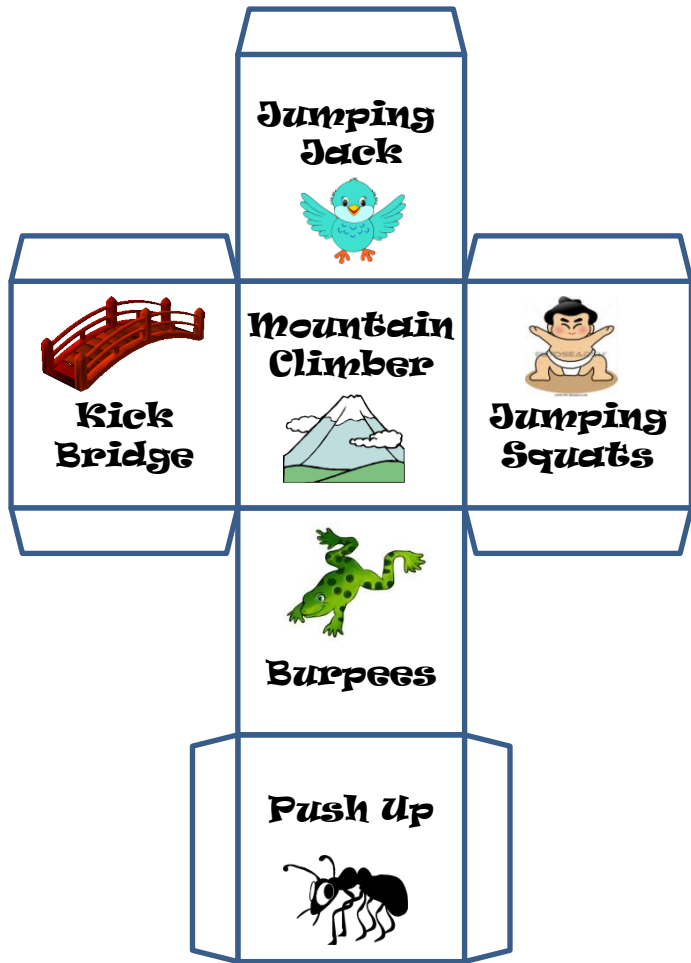 Jumping
Jack
Mountain
Climber
Kick
Bridge
Jumping
Squats
Burpees
Push Up